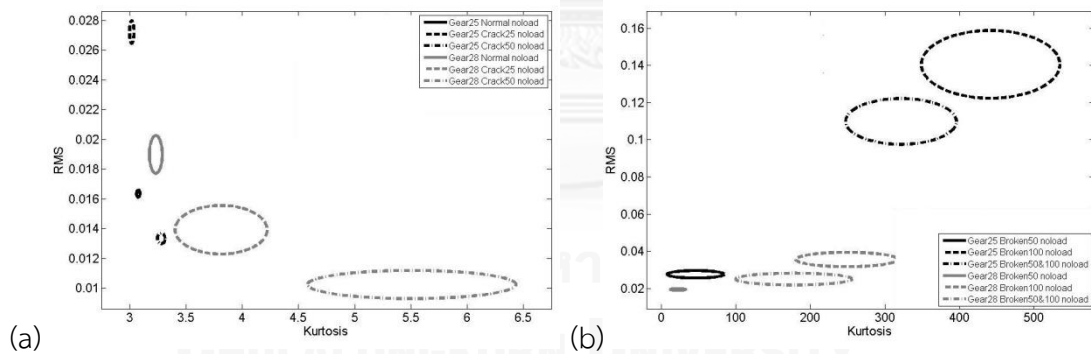 0.028
0.026
0.024
0.022
0.02
0.018
0.016
0.014
0.012
0.01
RMS
3 3.5 4 4.5 5 5.5 6 6.5
Kurtosis
Gear25 Normal noload
Gear25 Crack25 noload
Gear25 Crack50 noload
Gear28 Normal noload
Gear28 Crack25 noload
Gear28 Crack50 noload
(a)
0.16
0.14
0.12
0.1
0.08
0.06
0.04
0.02
RMS
0 100 200 300 400 500
Kurtosis
Gear25 Broken50 noload
Gear25 Broken100 noload
Gear25 Broken50&100 noload
Gear28 Broken50 noload
Gear28 Broken100 noload
Gear28 Broken50&100 noload
(b)